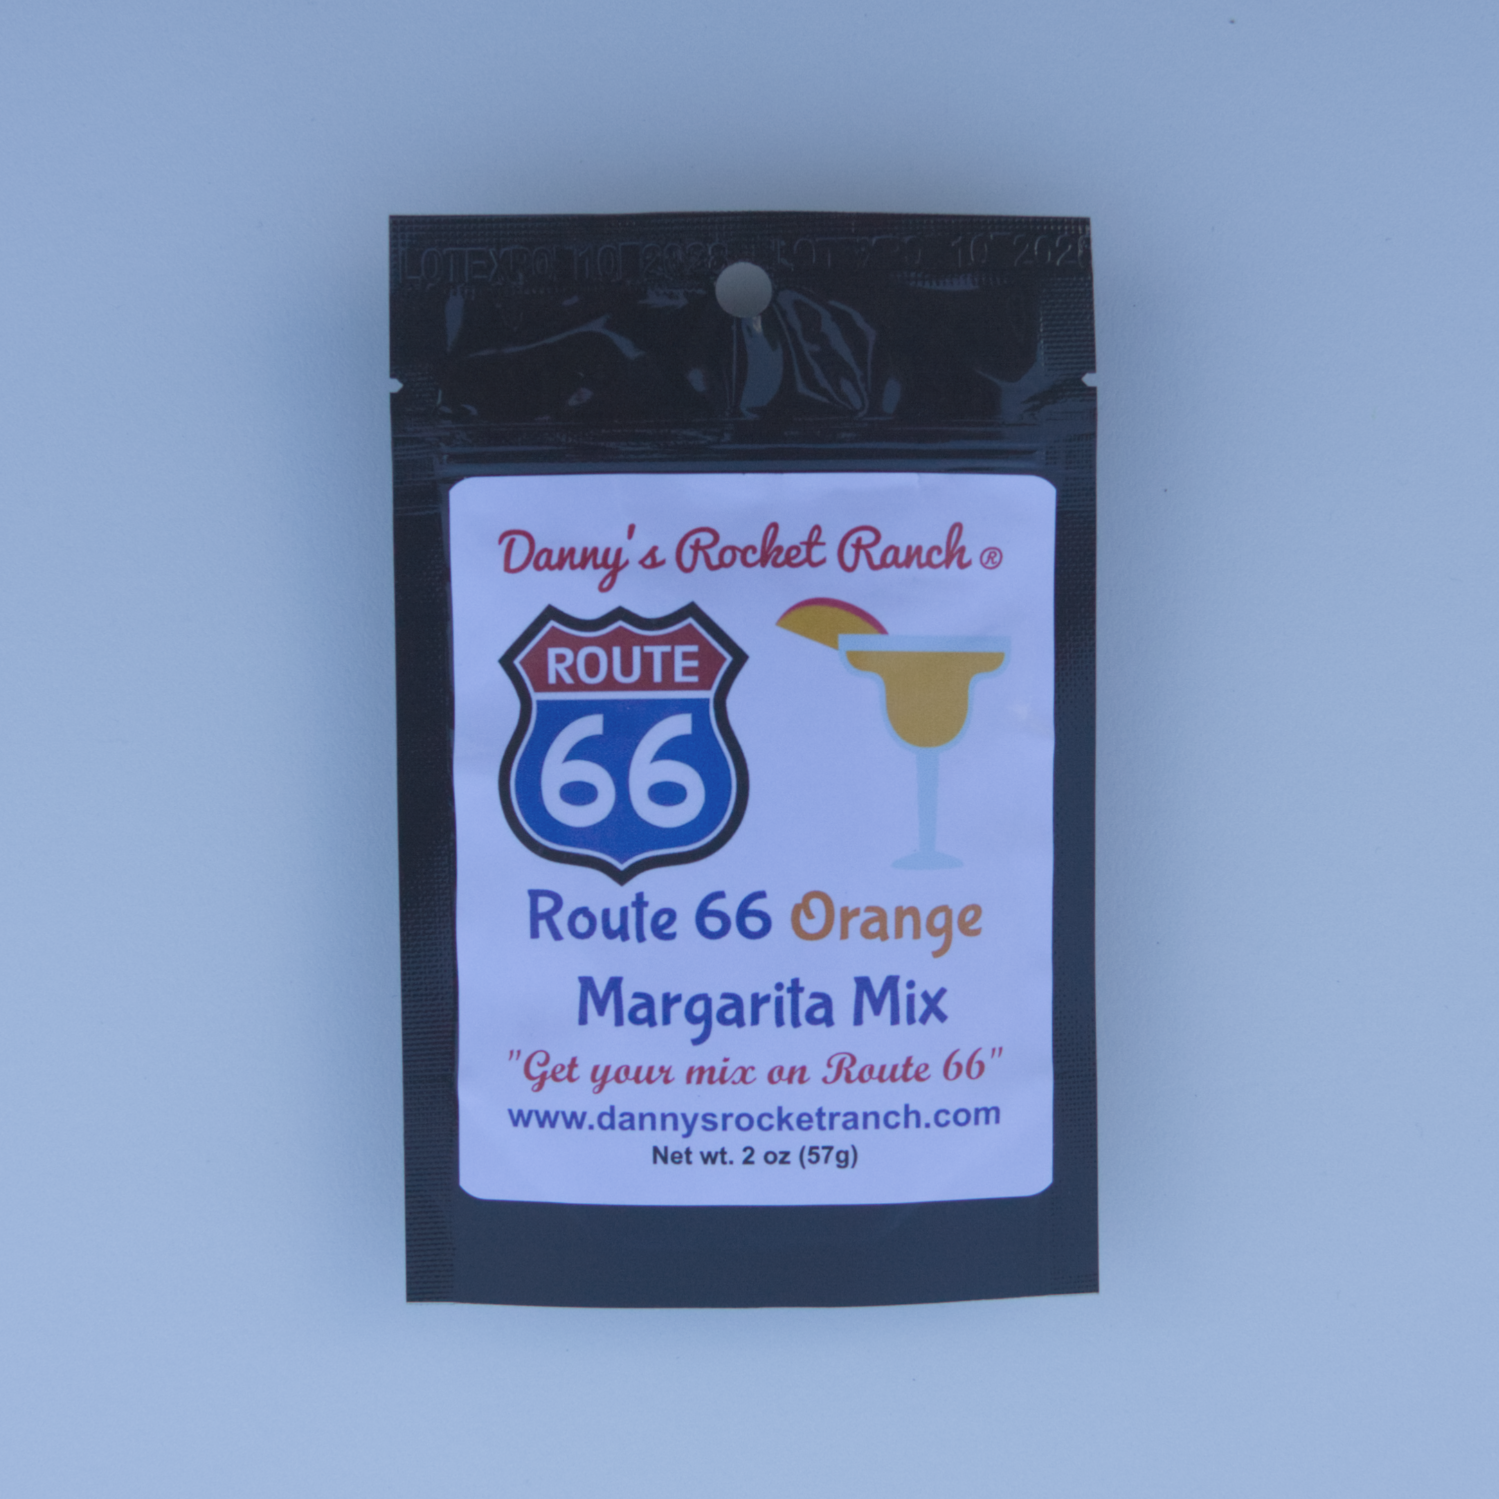 Danny's Rocket Ranch ®
ROUTE
66
Route 66 Orange
Margarita Mix
"Get your mix on Route 66"
www.dannysrocketranch.com
Net wt. 2 oz (57g)